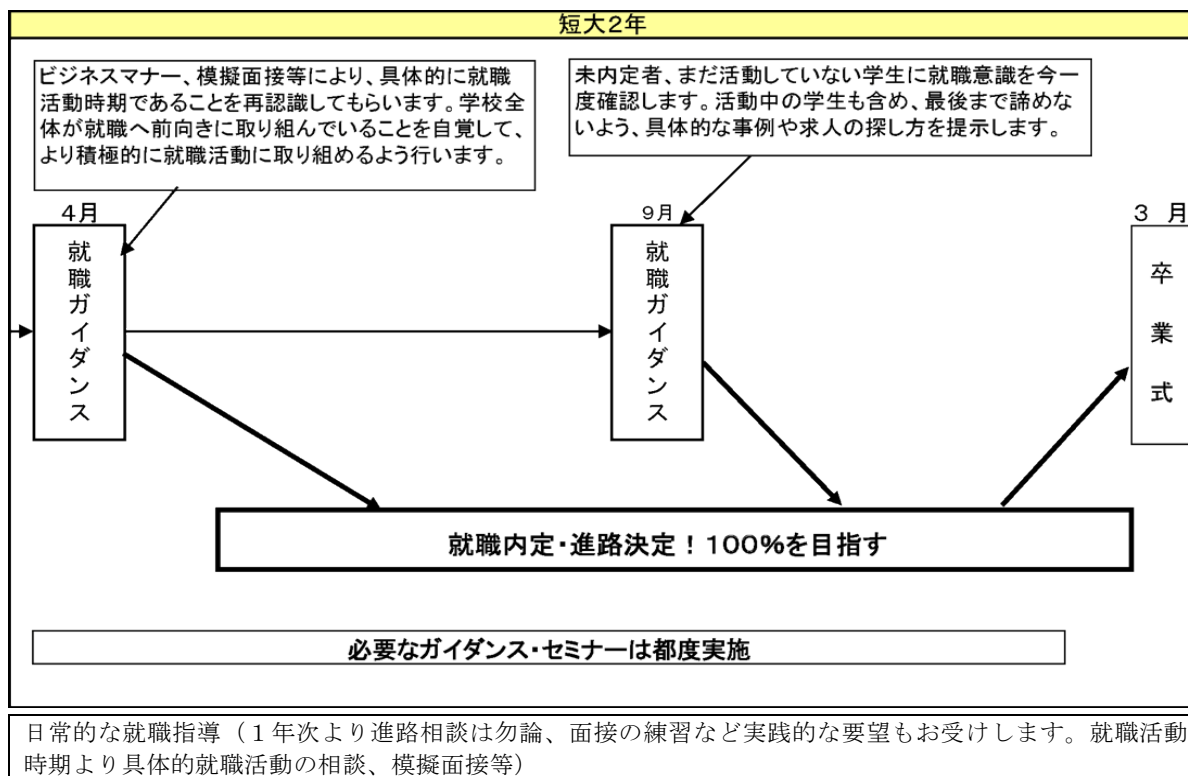 短大2年
ビジネスマナー、模擬面接等により、具体的に就職
活動時期であることを再認識してもらいます。学校全
体が就職へ前向きに取り組んでいることを自覚して、
より積極的に就職活動に取り組めるよう行います。
未内定者、まだ活動していない学生に就職意識を今一
度確認します。活動中の学生も含め、最後まで諦めな
いよう、具体的な事例や求人の探し方を提示します。
4月
就職ガイダンス
9月
就職ガイダンス
3 月
卒業式
就職内定・進路決定!100%を目指す
必要なガイダンス・セミナーは都度実施
日常的な就職指導(1年次より進路相談は勿論、面接の練習など実践的な要望もお受けします。就職活動
時期より具体的就職活動の相談、模擬面接等)